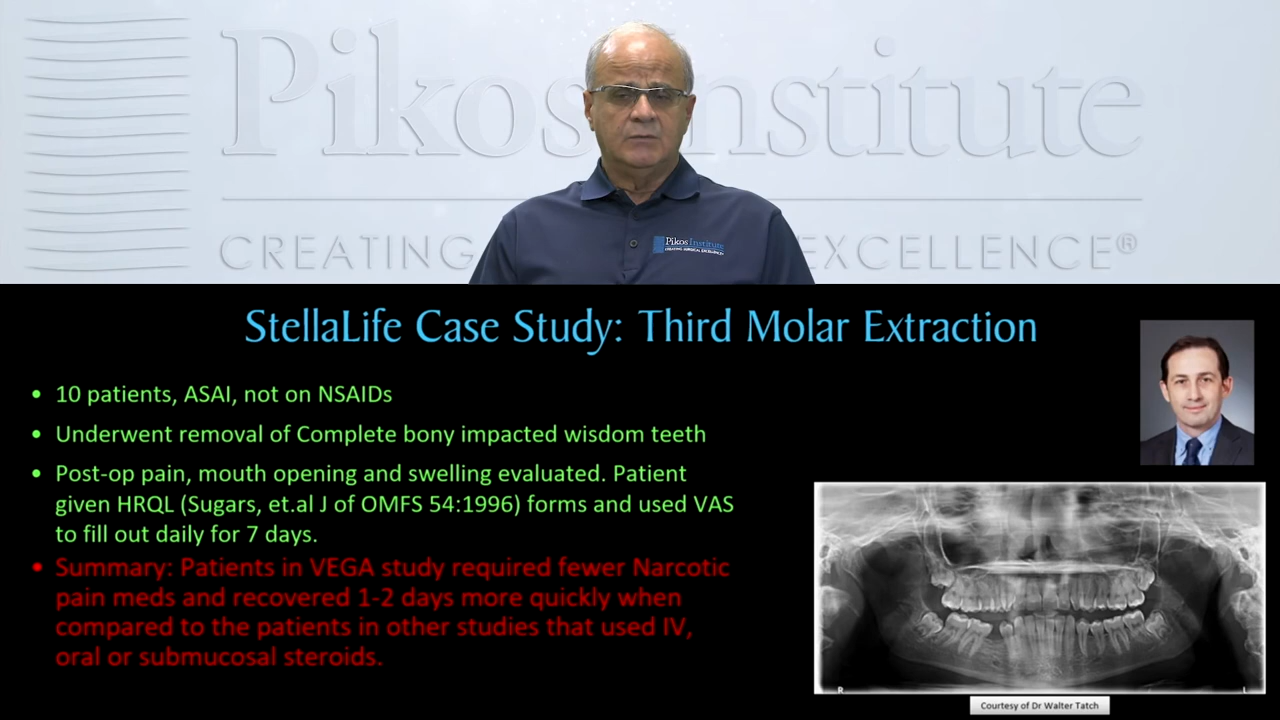 Pikos Institute
CREATING EXCELLENCE®
Pikos Institute
CREATING SURGICAL EXCELLENCE
StellaLife Case Study: Third Molar Extraction
• 10 patients, ASAI, not on NSAIDs
• Underwent removal of Complete bony impacted wisdom teeth
• Post-op pain, mouth opening and swelling evaluated. Patient
given HRQL (Sugars, et.al J of OMFS 54:1996) forms and used VAS
to fill out daily for 7 days.
• Summary: Patients in VEGA study required fewer Narcotic
pain meds and recovered 1-2 days more quickly when
compared to the patients in other studies that used IV,
oral or submucosal steroids.
R
L
Courtesy of Dr Walter Tatch